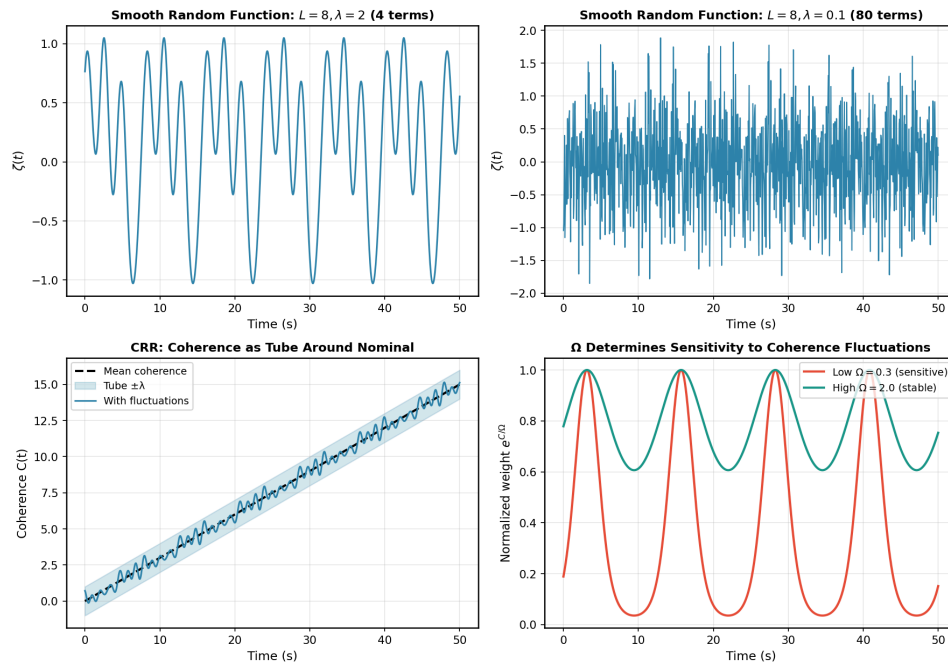 Smooth Random Function: L = 8, λ = 2 (4 terms)
ζ(t)
1.0
0.5
0.0
−0.5
−1.0
0 10 20 30 40 50
Time (s)
Smooth Random Function: L = 8, λ = 0.1 (80 terms)
ζ(t)
2.0
1.5
1.0
0.5
0.0
−0.5
−1.0
−1.5
−2.0
0 10 20 30 40 50
Time (s)
CRR: Coherence as Tube Around Nominal
Mean coherence
Tube ±λ
With fluctuations
Coherence C(t)
15.0
12.5
10.0
7.5
5.0
2.5
0.0
0 10 20 30 40 50
Time (s)
Ω Determines Sensitivity to Coherence Fluctuations
Low Ω = 0.3 (sensitive)
High Ω = 2.0 (stable)
Normalized weight e^{C/Ω}
1.0
0.8
0.6
0.4
0.2
0.0
0 10 20 30 40 50
Time (s)